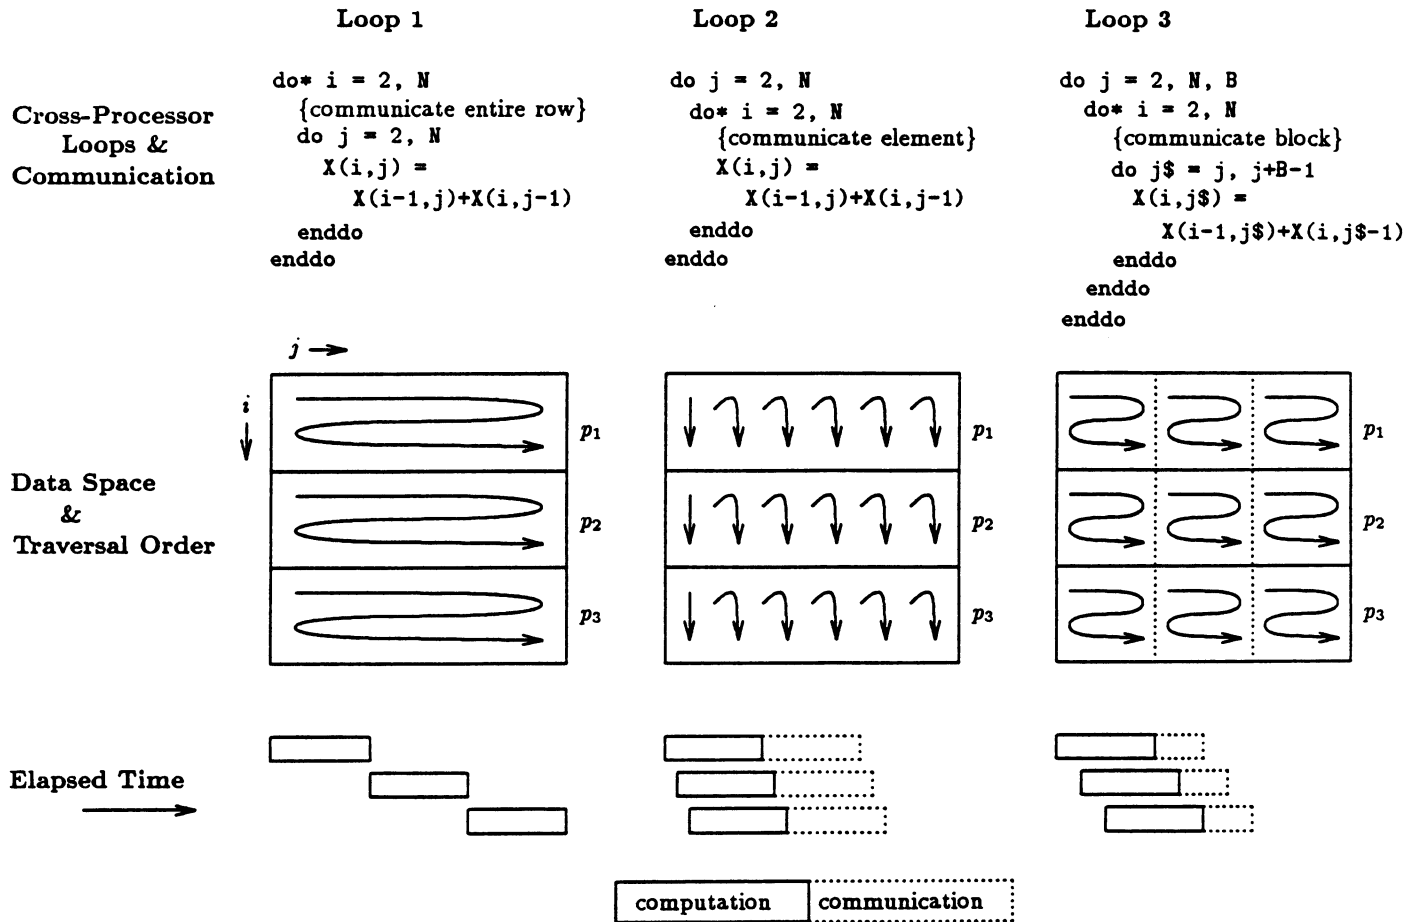 Loop 1
Loop 2
Loop 3
Cross-Processor
Loops &
Communication
do* i = 2, N
{communicate entire row}
do j = 2, N
X(i,j) =
X(i-1,j)+X(i,j-1)
enddo
enddo
do j = 2, N
do* i = 2, N
{communicate element}
X(i,j) =
X(i-1,j)+X(i,j-1)
enddo
enddo
do j = 2, N, B
do* i = 2, N
{communicate block}
do j$ = j, j+B-1
X(i,j$) =
X(i-1,j$)+X(i,j$-1)
enddo
enddo
enddo
j
i
Data Space
&
Traversal Order
p1
p2
p3
p1
p2
p3
p1
p2
p3
Elapsed Time
computation
communication